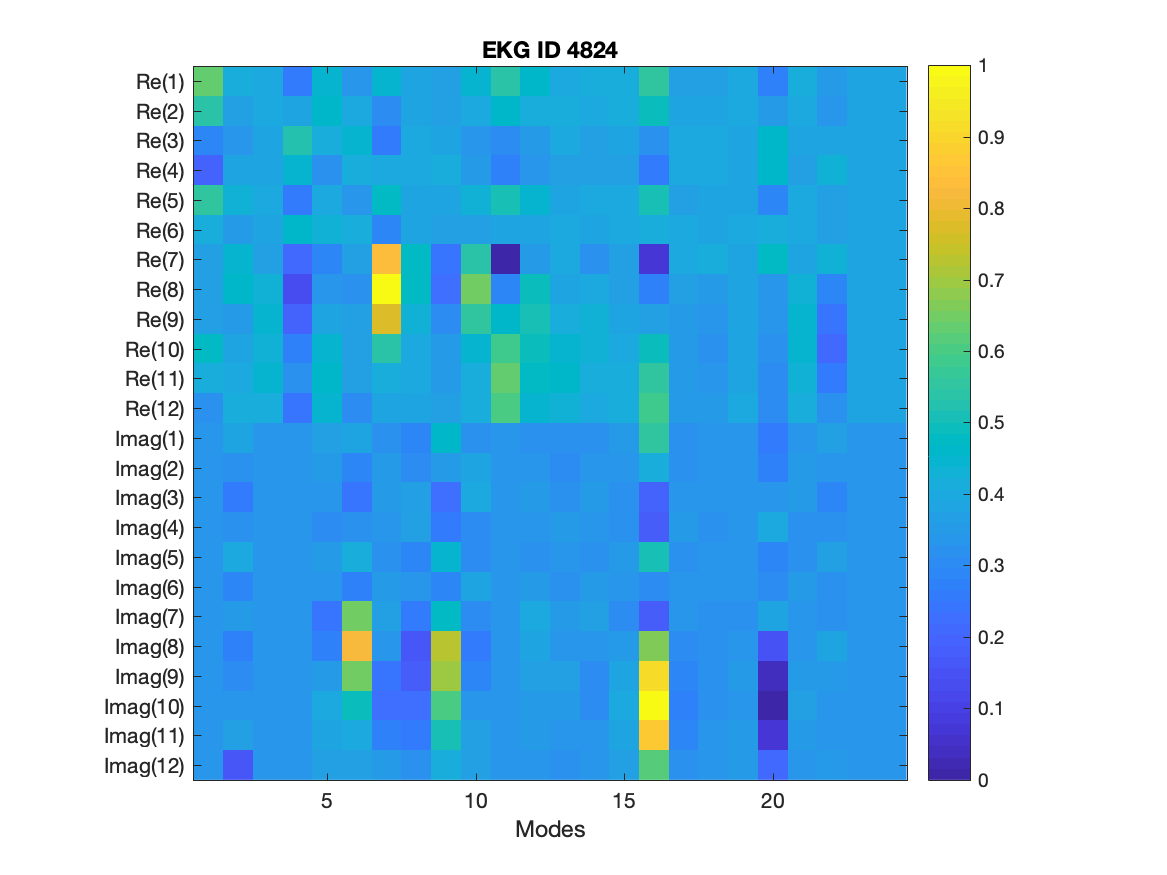 EKG ID 4824
Re(1)
Re(2)
Re(3)
Re(4)
Re(5)
Re(6)
Re(7)
Re(8)
Re(9)
Re(10)
Re(11)
Re(12)
Imag(1)
Imag(2)
Imag(3)
Imag(4)
Imag(5)
Imag(6)
Imag(7)
Imag(8)
Imag(9)
Imag(10)
Imag(11)
Imag(12)
5 10 15 20
Modes
1
0.9
0.8
0.7
0.6
0.5
0.4
0.3
0.2
0.1
0